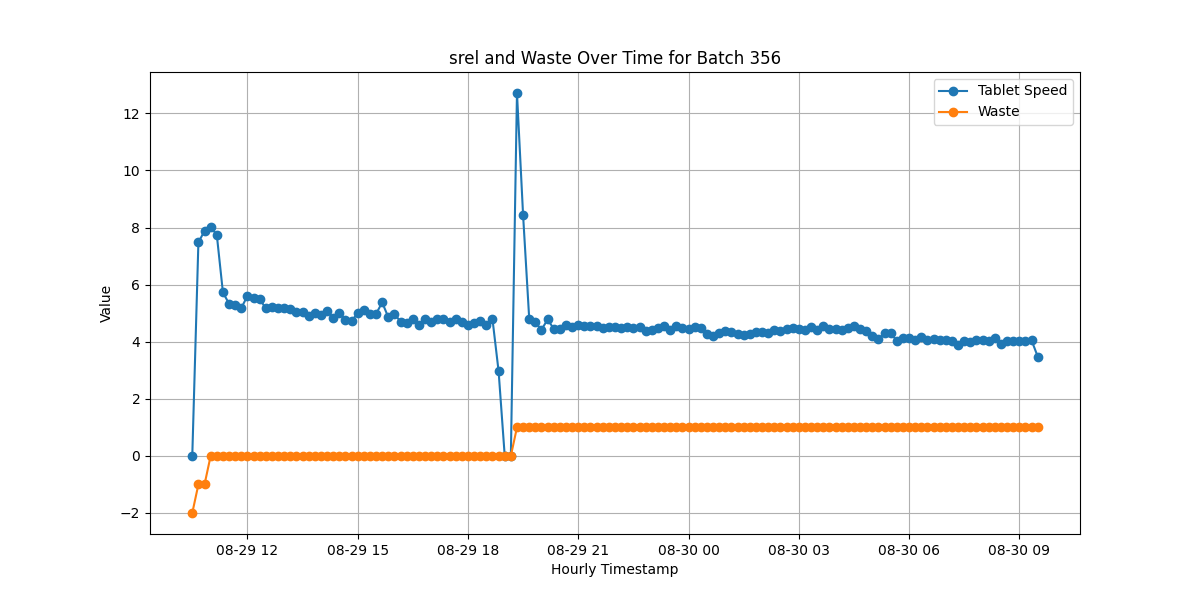 srel and Waste Over Time for Batch 356
Tablet Speed
Waste
Value
12
10
8
6
4
2
0
−2
08-29 12 08-29 15 08-29 18 08-29 21 08-30 00 08-30 03 08-30 06 08-30 09
Hourly Timestamp